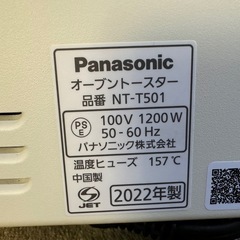 Panasonic
オーブントースター
品番 NT-T501
PS E 100V 1200W
50-60Hz
パナソニック株式会社
温度ヒューズ 157℃
中国製
JET 2022年製